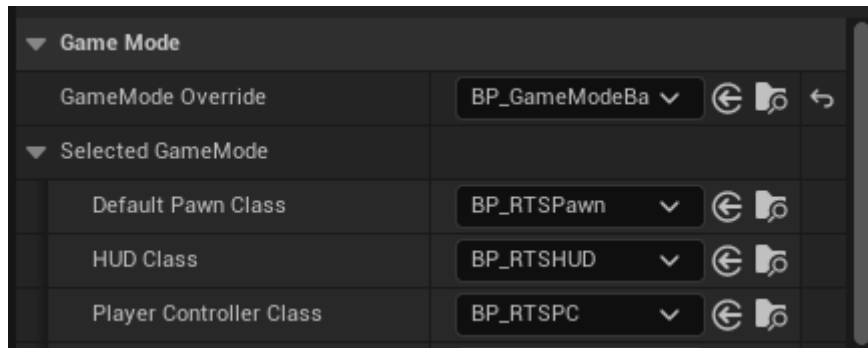 Game Mode
GameMode Override BP_GameModeBa
Selected GameMode
Default Pawn Class BP_RTSPawn
HUD Class BP_RTSHUD
Player Controller Class BP_RTSPC